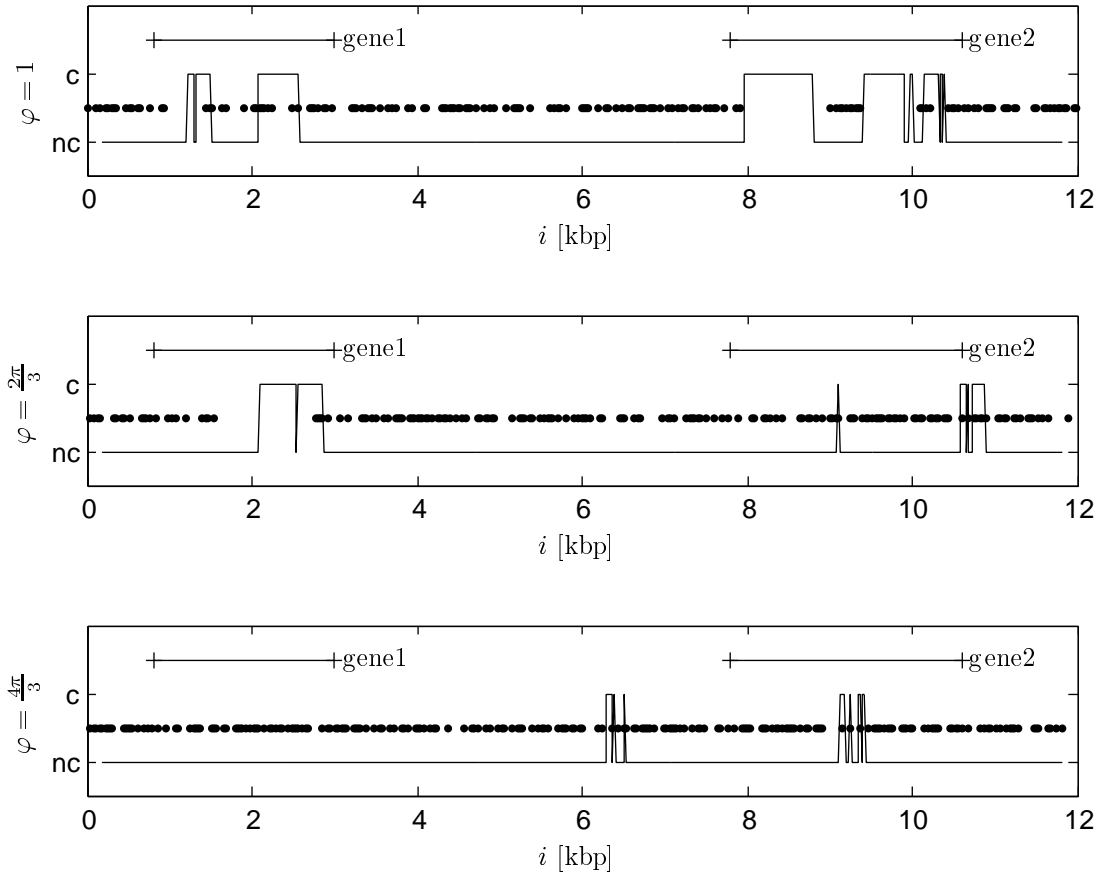 gene1 gene2
φ = 1
c
nc
0 2 4 6 8 10 12
i [kbp]
gene1 gene2
φ = 2π/3
c
nc
0 2 4 6 8 10 12
i [kbp]
gene1 gene2
φ = 4π/3
c
nc
0 2 4 6 8 10 12
i [kbp]